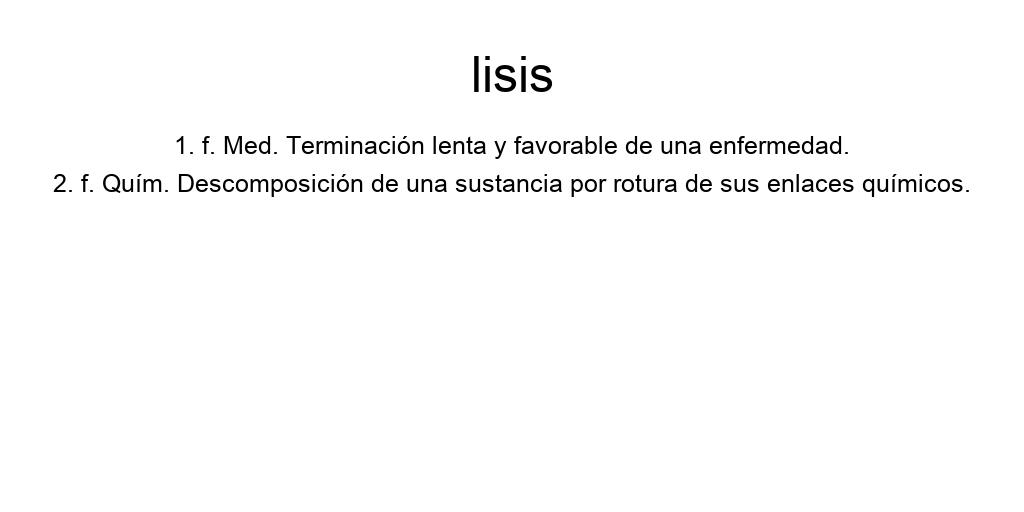 lisis
1. f. Med. Terminación lenta y favorable de una enfermedad.
2. f. Quím. Descomposición de una sustancia por rotura de sus enlaces químicos.